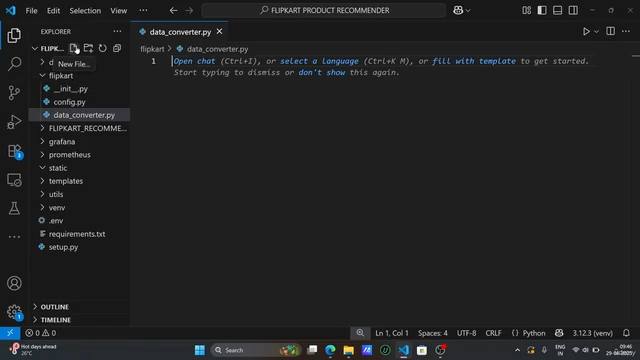 File Edit Selection View ... FLIPKART PRODUCT RECOMMENDER
EXPLORER ...
data_converter.py
FLIPK...
New File...
flipkart > data_converter.py
flipkart
__init__.py
config.py
data_converter.py
FLIPKART_RECOMME...
grafana
prometheus
static
templates
utils
venv
.env
requirements.txt
setup.py
OUTLINE
TIMELINE
1 Open chat (Ctrl+I), or select a language (Ctrl+K M), or fill with template to get started.
Start typing to dismiss or don't show this again.
0 0
Ln 1, Col 1 Spaces: 4 UTF-8 CRLF {} Python 3.12.3 (venv)
Hot days ahead
26°C
Search
ENG
IN
09:46